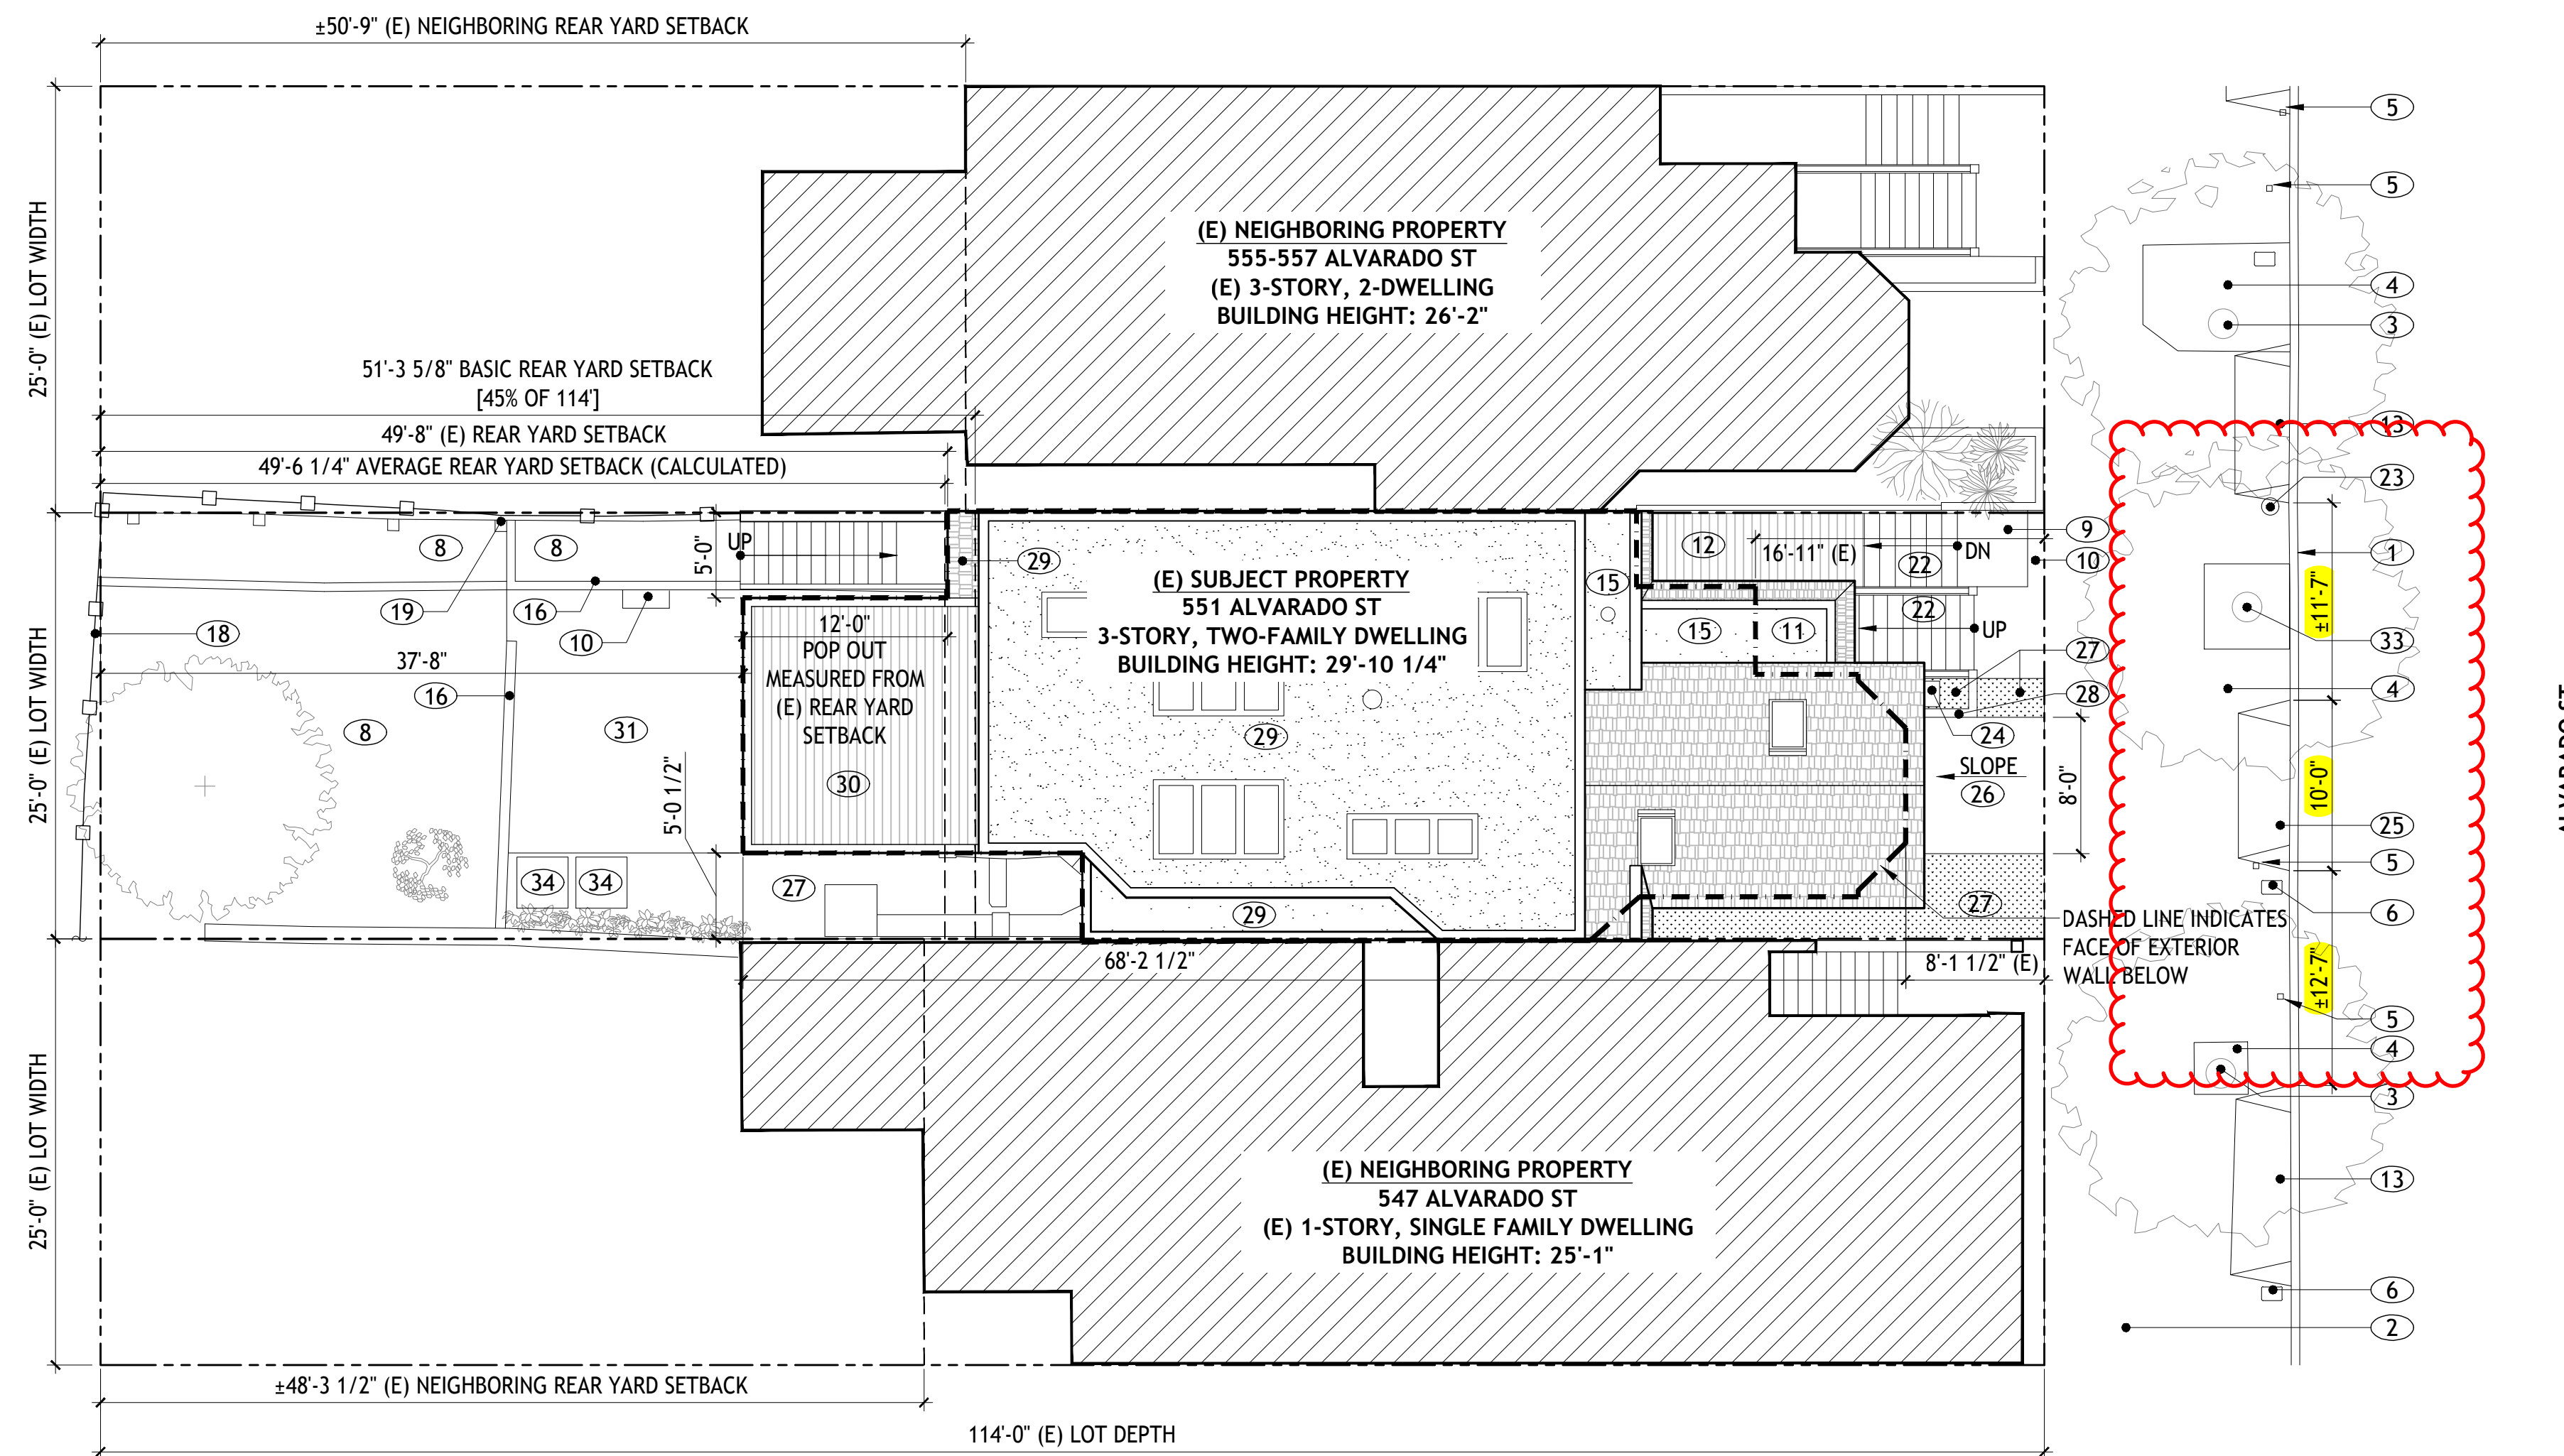 ±50'-9" (E) NEIGHBORING REAR YARD SETBACK
25'-0" (E) LOT WIDTH
(E) NEIGHBORING PROPERTY
555-557 ALVARADO ST
(E) 3-STORY, 2-DWELLING
BUILDING HEIGHT: 26'-2"
5
5
4
3
13
51'-3 5/8" BASIC REAR YARD SETBACK
[45% OF 114']
49'-8" (E) REAR YARD SETBACK
49'-6 1/4" AVERAGE REAR YARD SETBACK (CALCULATED)
25'-0" (E) LOT WIDTH
8
8
UP
5'-0"
29
19
16
10
18
37'-8"
16
8
31
5'-0 1/2"
34
34
27
12'-0"
POP OUT
MEASURED FROM
(E) REAR YARD
SETBACK
30
(E) SUBJECT PROPERTY
551 ALVARADO ST
3-STORY, TWO-FAMILY DWELLING
BUILDING HEIGHT: 29'-10 1/4"
29
29
15
12
16'-11" (E)
DN
22
9
10
15
11
22
UP
27
28
24
SLOPE
26
8'-0"
27
DASHED LINE INDICATES
FACE OF EXTERIOR
WALL BELOW
68'-2 1/2"
8'-1 1/2" (E)
23
1
±11'-7"
33
4
10'-0"
25
5
6
±12'-7"
5
4
3
13
6
2
25'-0" (E) LOT WIDTH
(E) NEIGHBORING PROPERTY
547 ALVARADO ST
(E) 1-STORY, SINGLE FAMILY DWELLING
BUILDING HEIGHT: 25'-1"
±48'-3 1/2" (E) NEIGHBORING REAR YARD SETBACK
114'-0" (E) LOT DEPTH